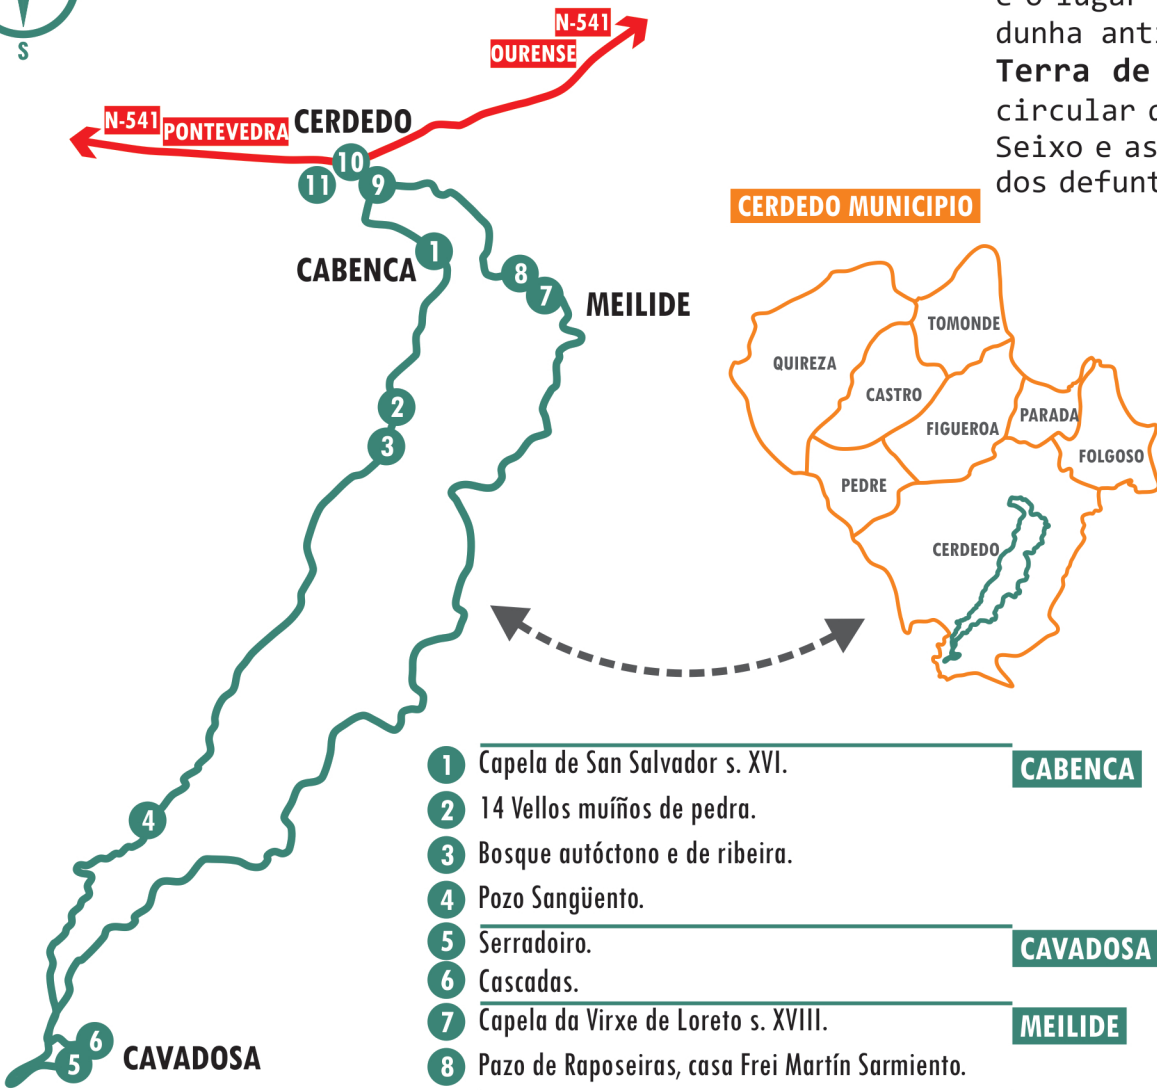 S
N-541
OURENSE
N-541
PONTEVEDRA
CERDEDO
10
11
9
1
CABENCA
8
7
MEILIDE
2
3
4
6
5
CAVADOSA
dunha
Terra de
circular
Seixo e as
dos
CERDEDO MUNICIPIO
TOMONDE
QUIREZA
CASTRO
PARADA
FIGUEROA
FOLGOSO
PEDRE
CERDEDO
1 Capela de San Salvador s. XVI.
CABENCA
2 14 Vellos muíños de pedra.
3 Bosque autóctono e de ribeira.
4 Pozo Sangüento.
5 Serradoiro.
CAVADOSA
6 Cascadas.
7 Capela da Virxe de Loreto s. XVIII.
MEILIDE
8 Pazo de Raposeiras, casa Frei Martín Sarmiento.